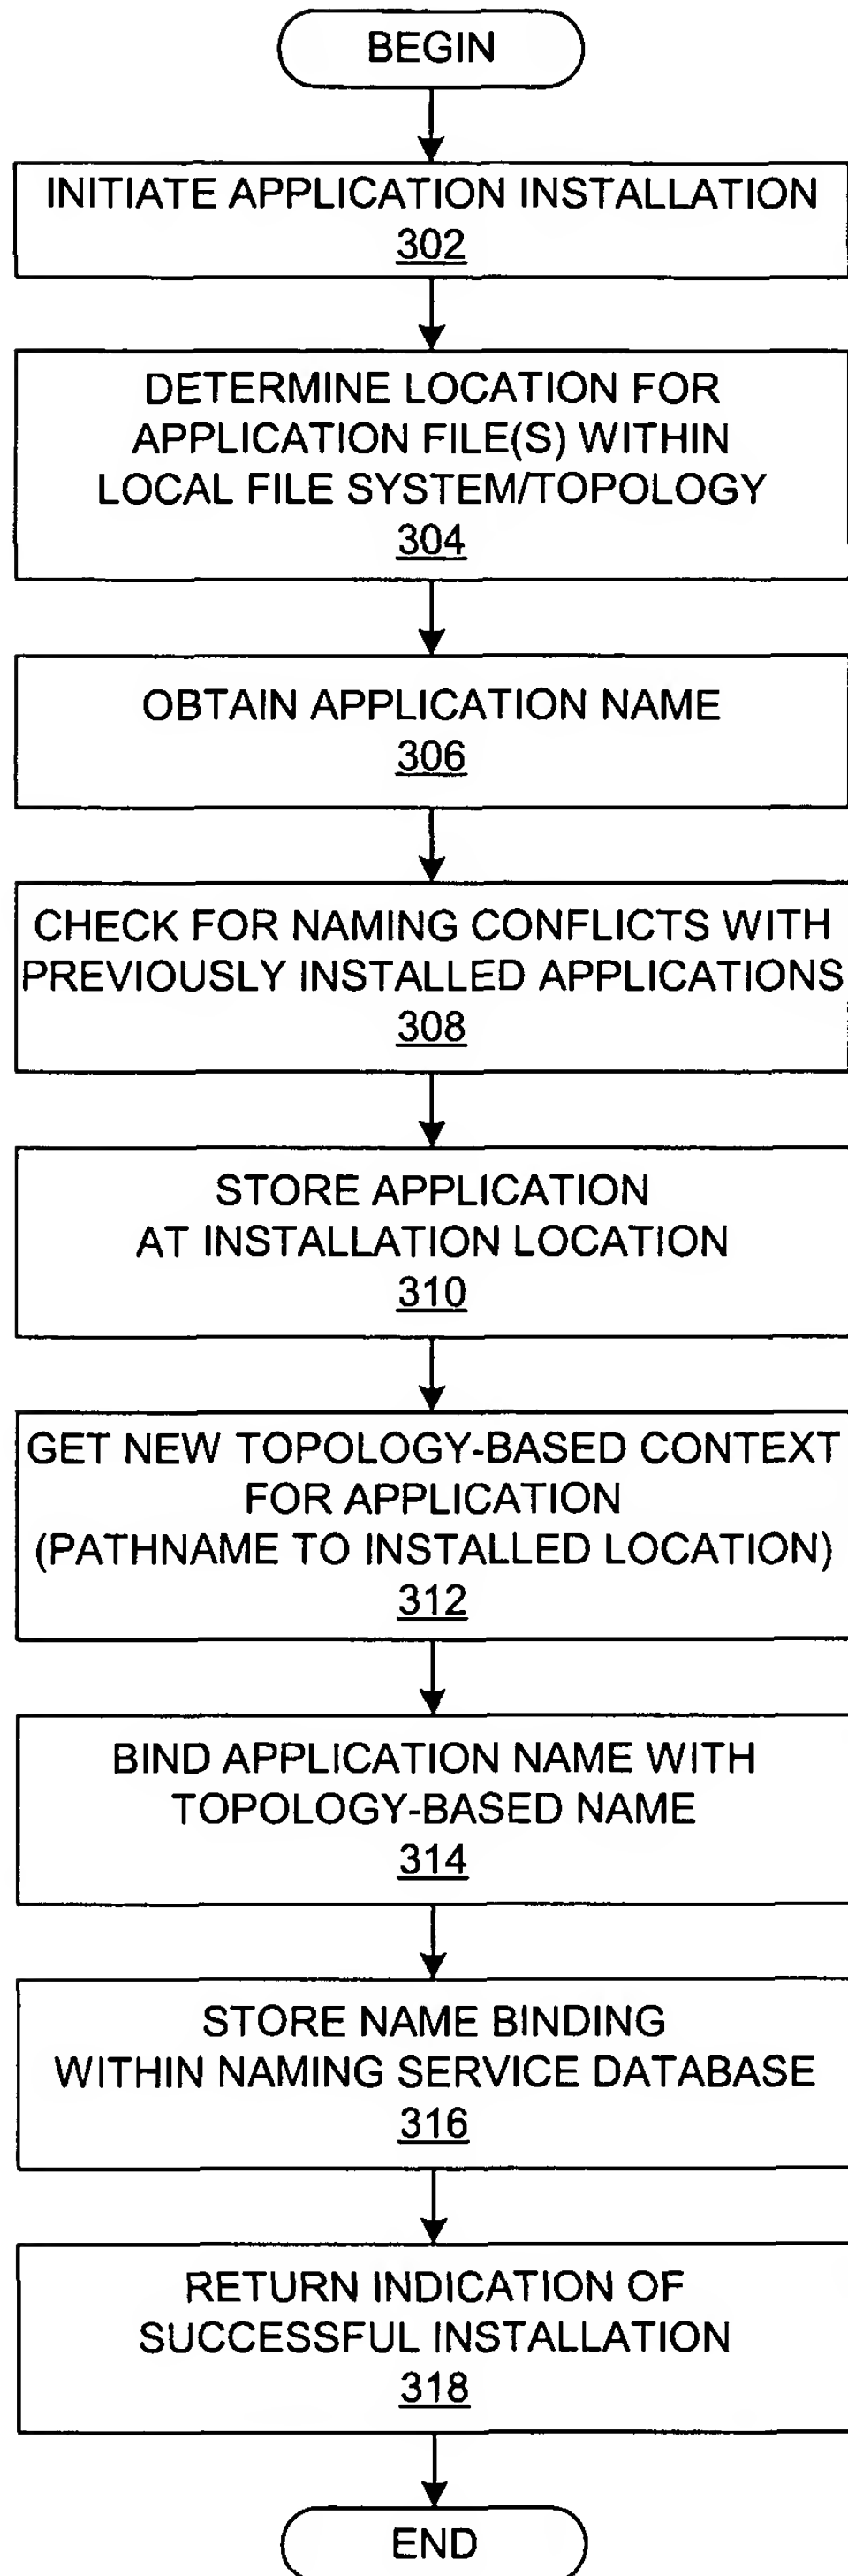 BEGIN
INITIATE APPLICATION INSTALLATION
302
DETERMINE LOCATION FOR
APPLICATION FILE(S) WITHIN
LOCAL FILE SYSTEM/TOPOLOGY
304
OBTAIN APPLICATION NAME
306
CHECK FOR NAMING CONFLICTS WITH
PREVIOUSLY INSTALLED APPLICATIONS
308
STORE APPLICATION
AT INSTALLATION LOCATION
310
GET NEW TOPOLOGY-BASED CONTEXT
FOR APPLICATION
(PATHNAME TO INSTALLED LOCATION)
312
BIND APPLICATION NAME WITH
TOPOLOGY-BASED NAME
314
STORE NAME BINDING
WITHIN NAMING SERVICE DATABASE
316
RETURN INDICATION OF
SUCCESSFUL INSTALLATION
318
END